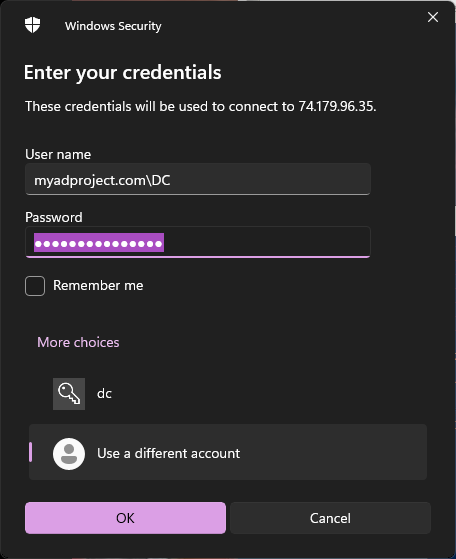 Windows Security
Enter your credentials
These credentials will be used to connect to 74.179.96.35.
User name
myadproject.com\DC
Password
●●●●●●●●●●●●●●●
Remember me
More choices
dc
Use a different account
OK
Cancel